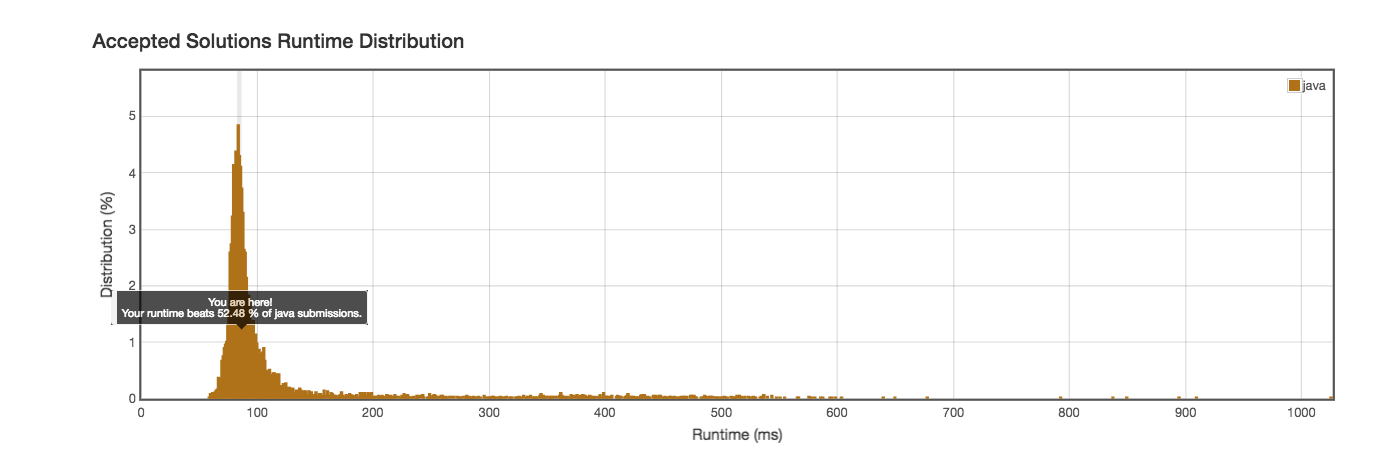 Accepted Solutions Runtime Distribution
java
Distribution (%)
5
4
3
2
1
0
You are here!
Your runtime beats 52.48 % of java submissions.
0 100 200 300 400 500 600 700 800 900 1000
Runtime (ms)